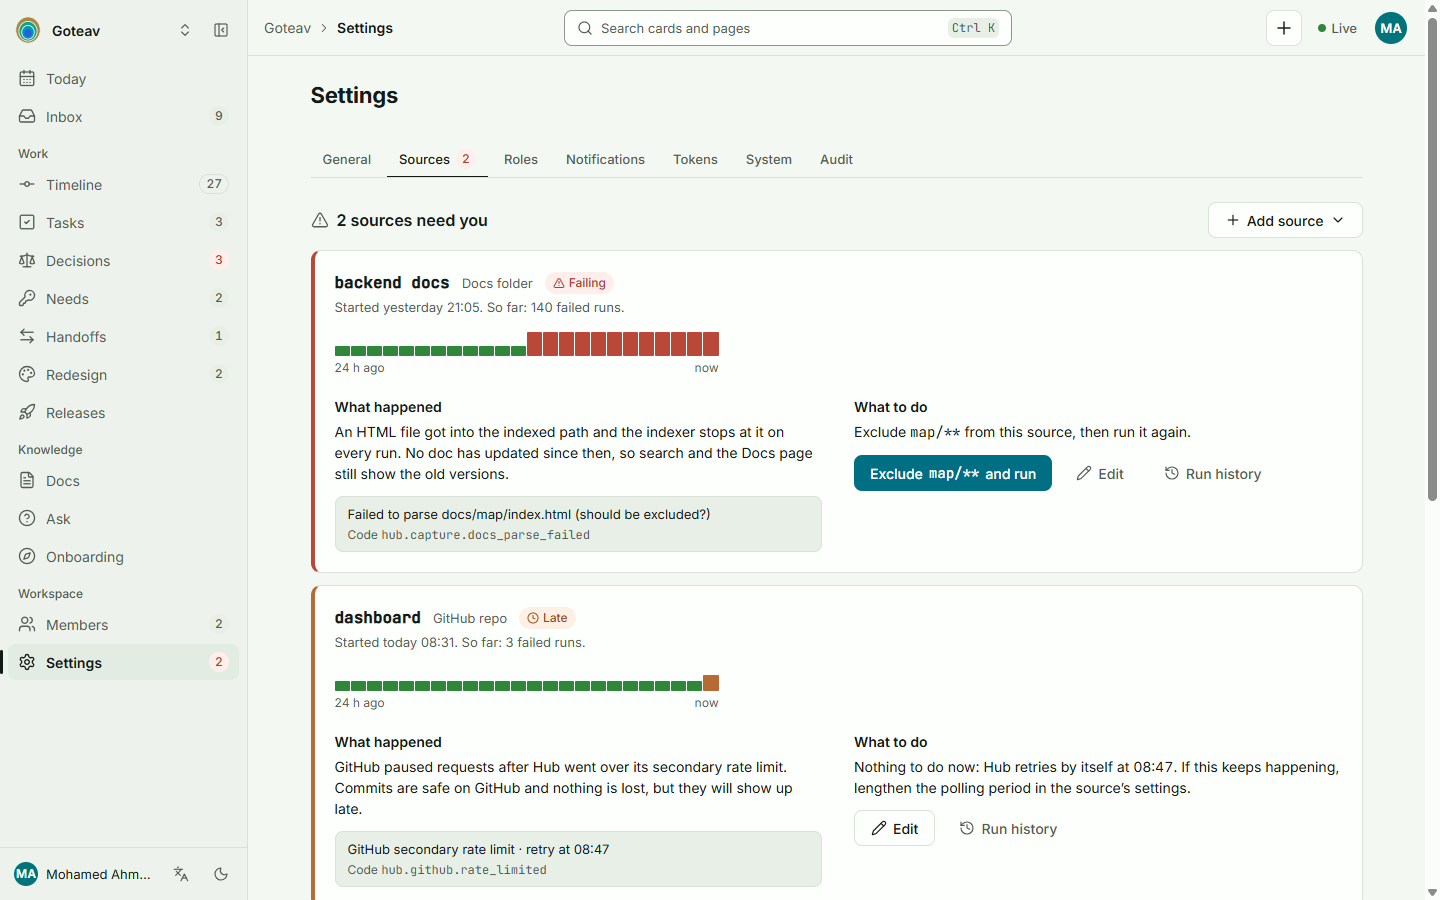 Goteav
Today
Inbox 9
Work
Timeline 27
Tasks 3
Decisions 3
Needs 2
Handoffs 1
Redesign 2
Releases
Knowledge
Docs
Ask
Onboarding
Workspace
Members 2
Settings 2
MA Mohamed Ahm...
Goteav > Settings
Search cards and pages Ctrl K
Live
MA
Settings
General Sources 2 Roles Notifications Tokens System Audit
2 sources need you
Add source
backend docs Docs folder Failing
Started yesterday 21:05. So far: 140 failed runs.
24 h ago now
What happened
An HTML file got into the indexed path and the indexer stops at it on
every run. No doc has updated since then, so search and the Docs page
still show the old versions.
Failed to parse docs/map/index.html (should be excluded?)
Code hub.capture.docs_parse_failed
What to do
Exclude map/** from this source, then run it again.
Exclude map/** and run Edit Run history
dashboard GitHub repo Late
Started today 08:31. So far: 3 failed runs.
24 h ago now
What happened
GitHub paused requests after Hub went over its secondary rate limit.
Commits are safe on GitHub and nothing is lost, but they will show up
late.
GitHub secondary rate limit · retry at 08:47
Code hub.github.rate_limited
What to do
Nothing to do now: Hub retries by itself at 08:47. If this keeps happening,
lengthen the polling period in the source’s settings.
Edit Run history